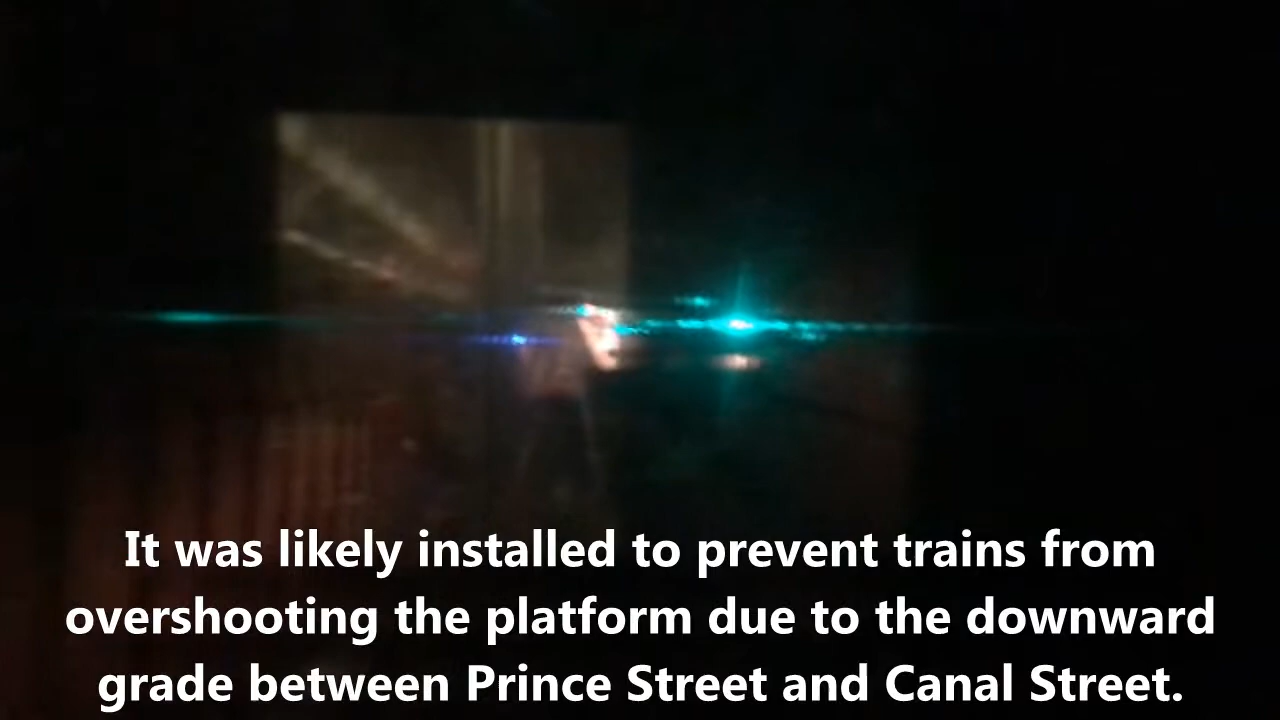 It was likely installed to prevent trains from
overshooting the platform due to the downward
grade between Prince Street and Canal Street.